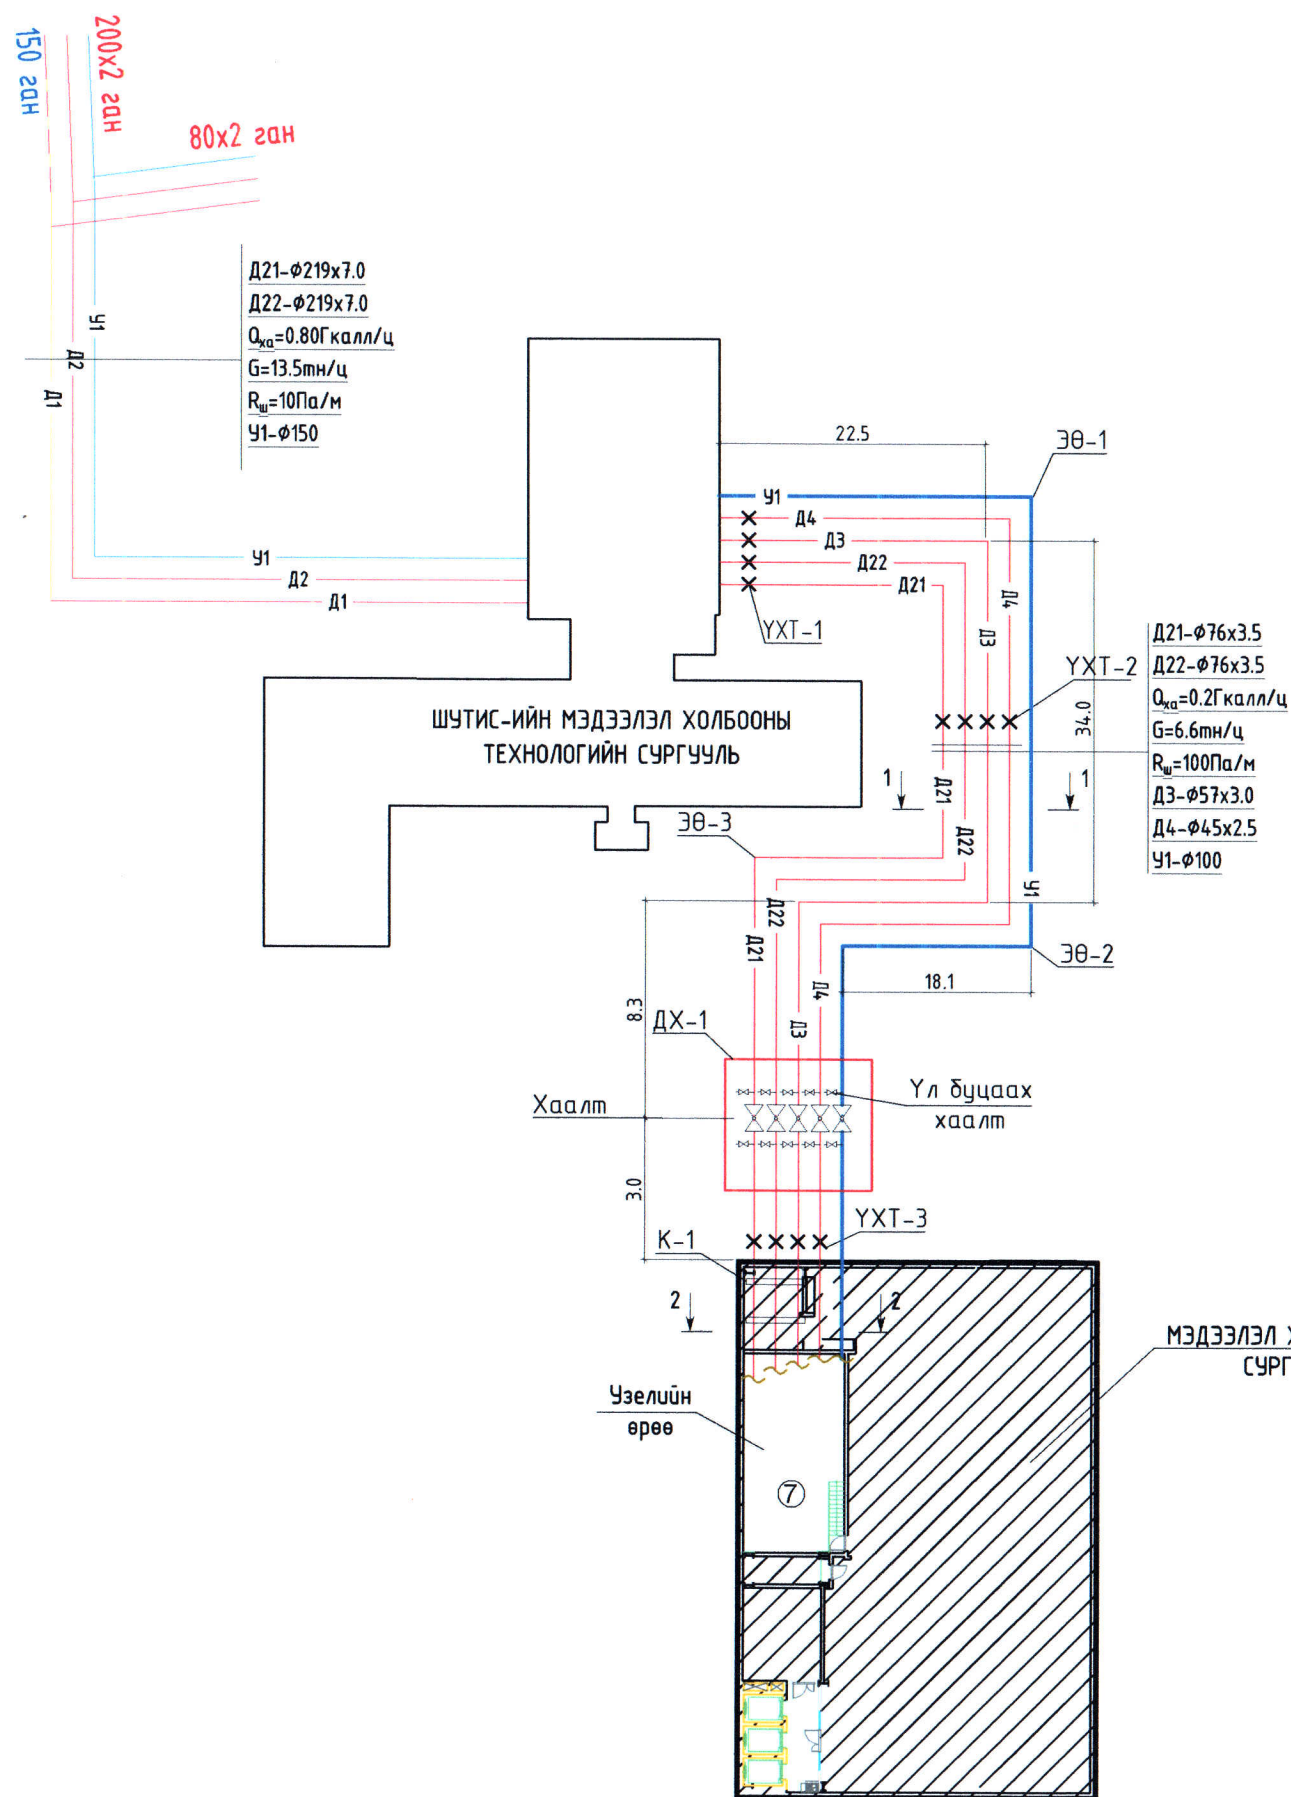 150 ган
200x2 ган
80x2 ган
Д21-Ф219x7.0
Д22-Ф219x7.0
Qха=0.80Гкалл/ц
G=13.5тн/ц
Rш=10Па/м
У1-Ф150
У1
Д2
Д1
У1
Д2
Д1
22.5
ЭӨ-1
У1
Д4
Д3
Д22
Д21
ҮХТ-1
Д4
Д3
ҮХТ-2
34.0
Д21-Ф76x3.5
Д22-Ф76x3.5
Qха=0.2Гкалл/ц
G=6.6тн/ц
Rш=100Па/м
Д3-Ф57x3.0
Д4-Ф45x2.5
У1-Ф100
ШУТИС-ИЙН МЭДЭЭЛЭЛ ХОЛБООНЫ
ТЕХНОЛОГИЙН СУРГУУЛЬ
1
1
Д21
Д22
У1
ЭӨ-3
Д22
Д21
Д4
Д3
ЭӨ-2
18.1
8.3
ДХ-1
Хаалт
Үл буцаах
хаалт
3.0
ҮХТ-3
К-1
2
2
МЭДЭЭЛЭЛ
СУРГ
Узелийн
өрөө
7